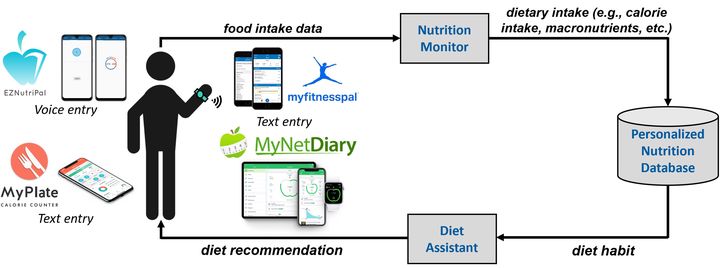 food intake data
Nutrition
Monitor
dietary intake (e.g., calorie
intake, macronutrients, etc.)
EZNutriPal
Voice entry
myfitnesspal
Text entry
MyNetDiary
MyPlate
CALORIE COUNTER
Text entry
Personalized
Nutrition
Database
diet recommendation
Diet
Assistant
diet habit